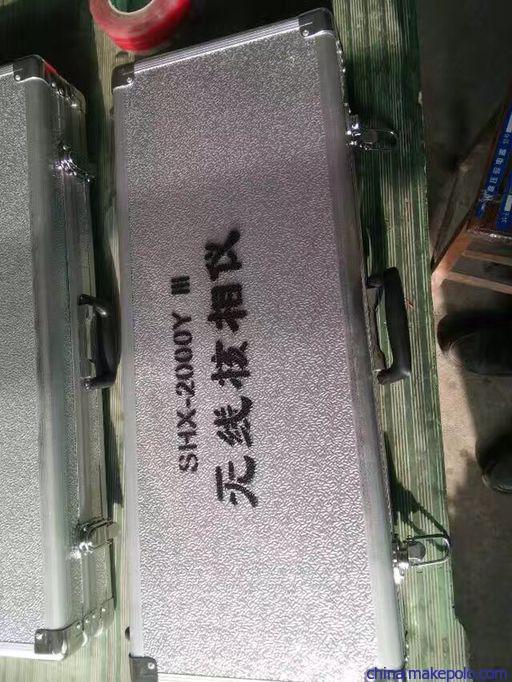 SHX-2000Y III
无线核相仪
china.makepolo.com